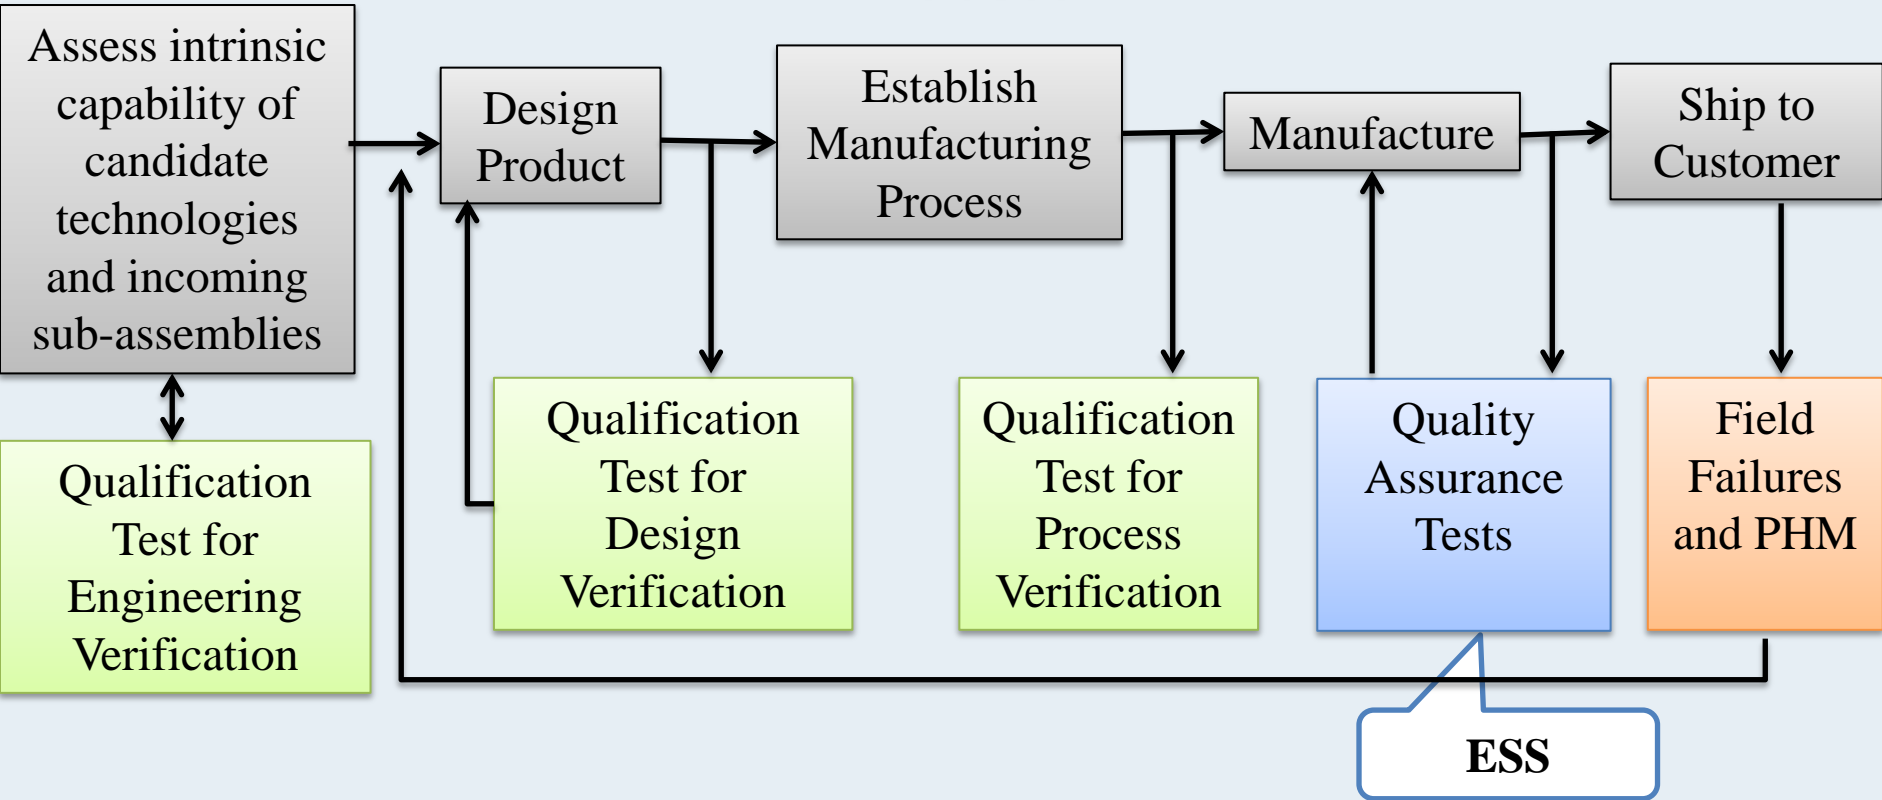 Assess intrinsic
capability of
candidate
technologies
and incoming
sub-assemblies
Design
Product
Establish
Manufacturing
Process
Manufacture
Ship to
Customer
Qualification
Test for
Engineering
Verification
Qualification
Test for
Design
Verification
Qualification
Test for
Process
Verification
Quality
Assurance
Tests
Field
Failures
and PHM
ESS